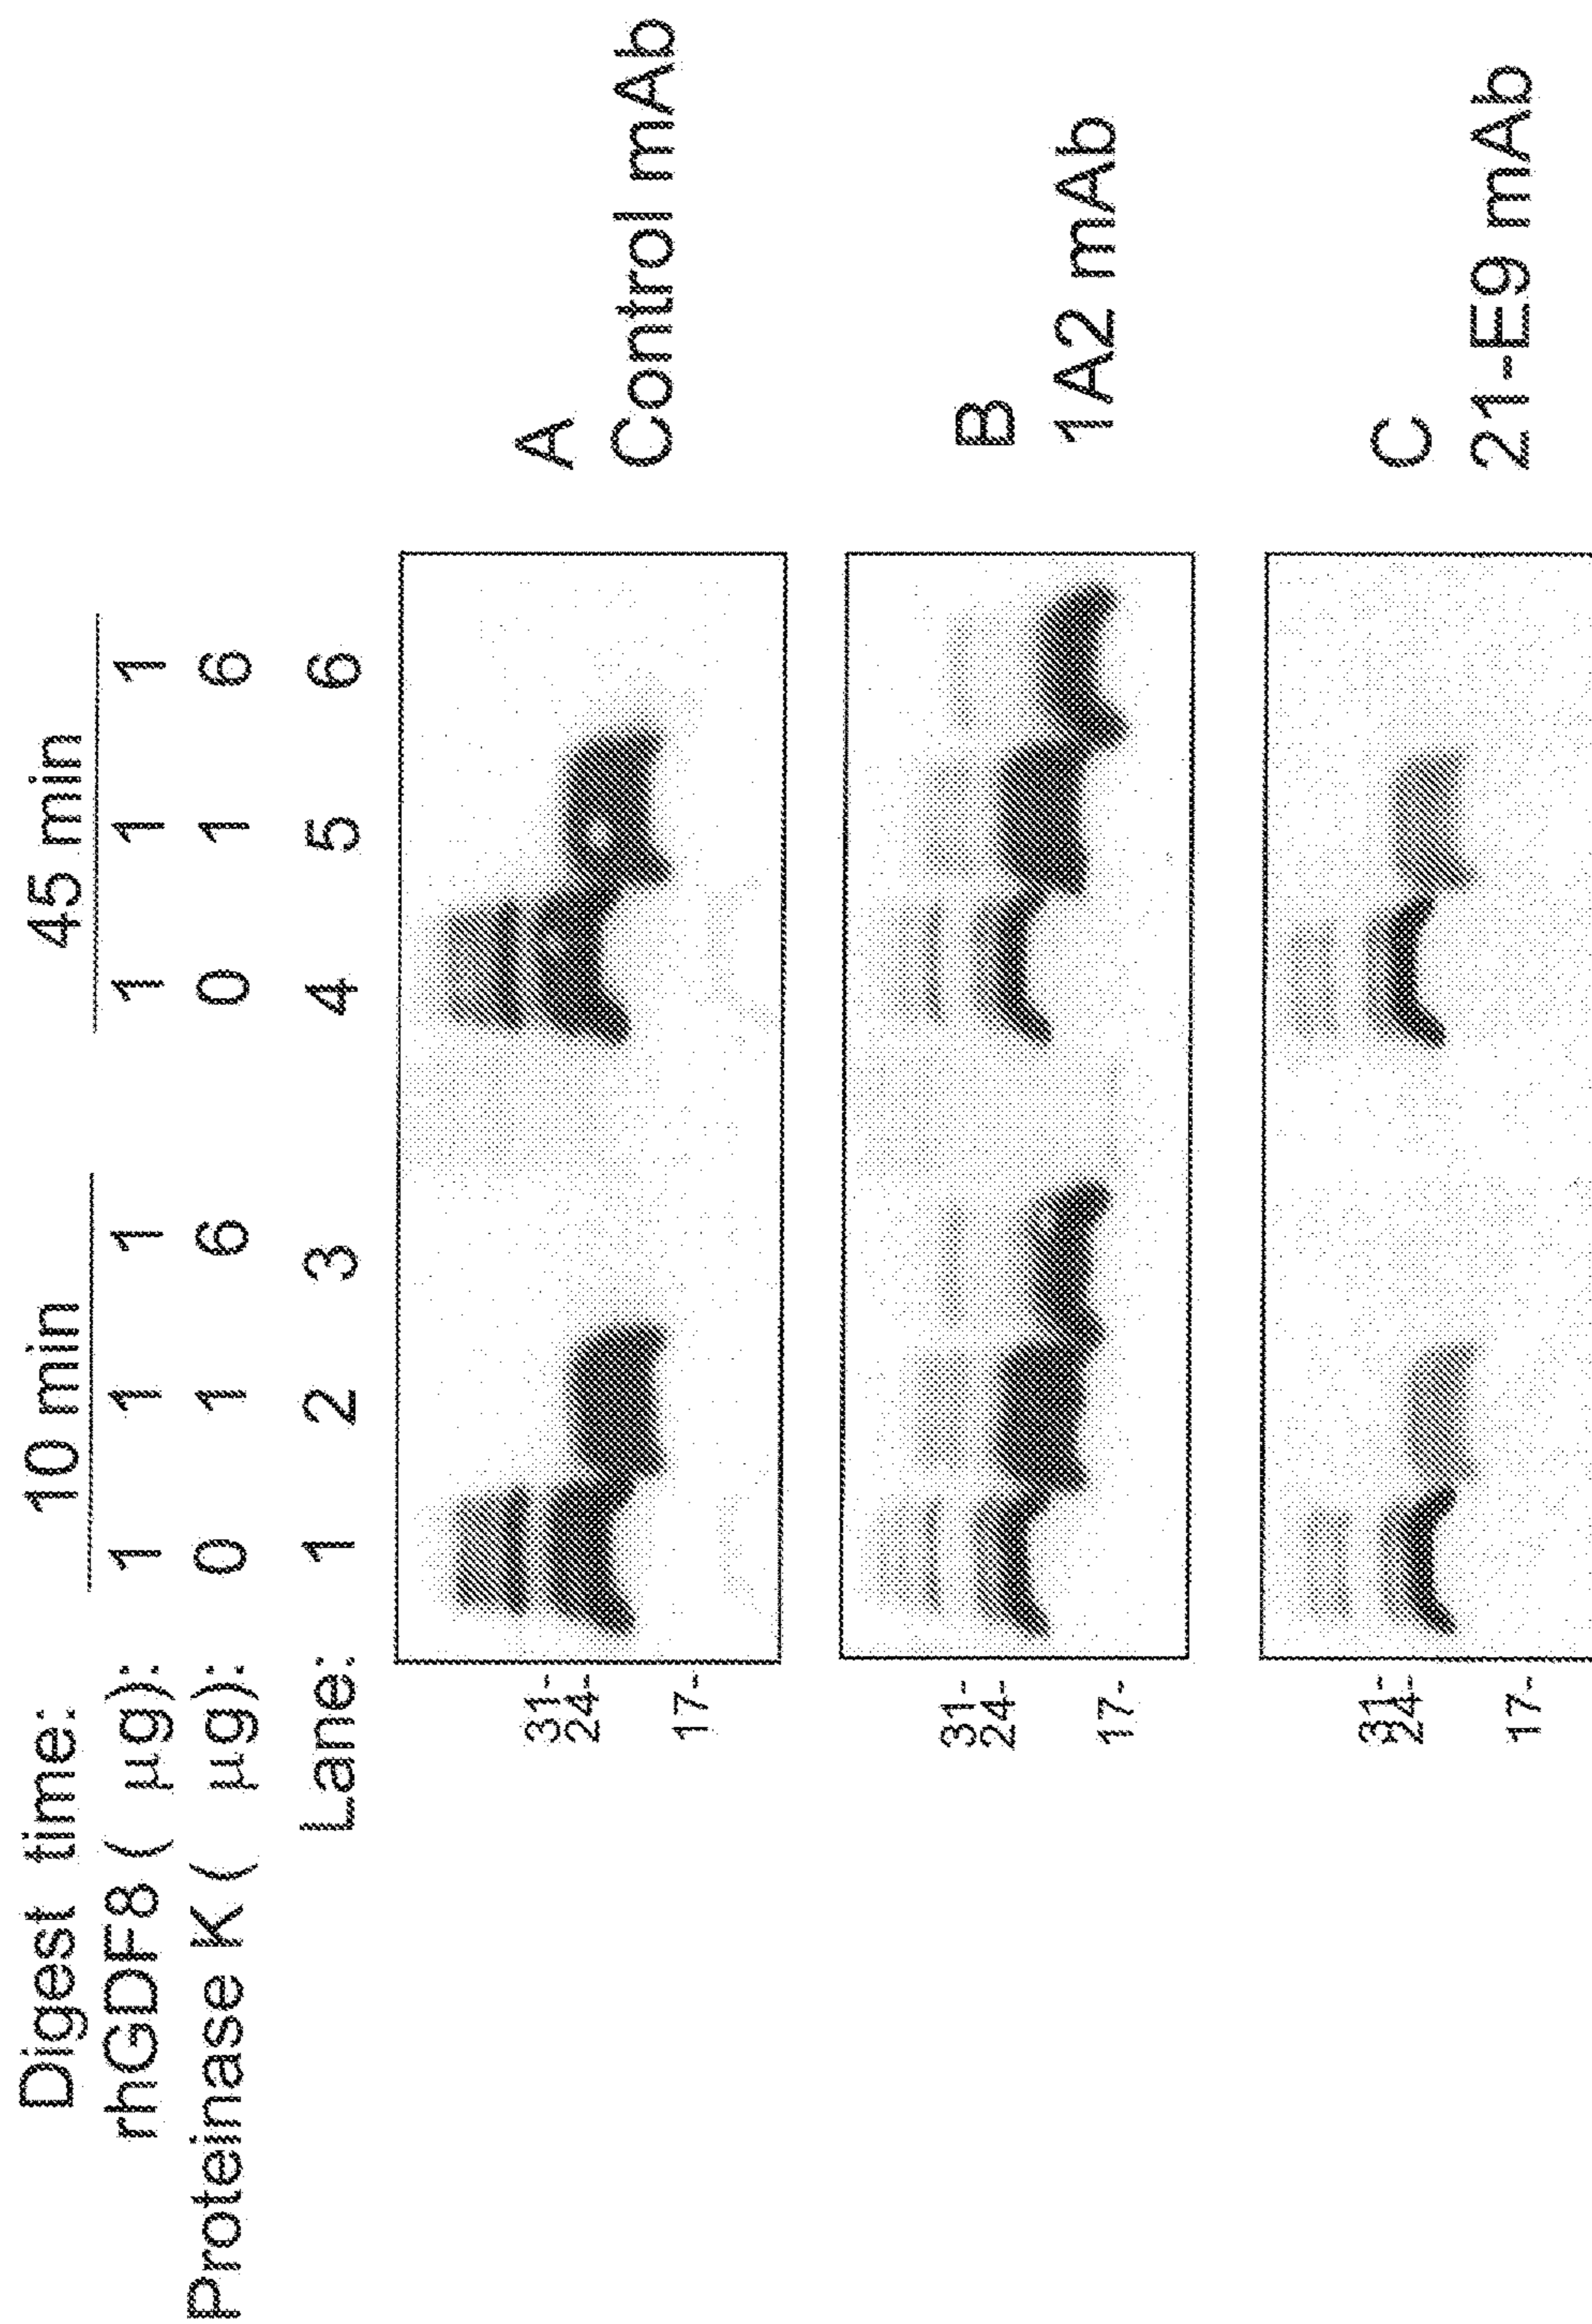 Digest time: 10 min 45 min
rhGDF8 ( μg): 1 1 1 1 1 1
Proteinase K ( μg): 0 1 6 0 1 6
Lane: 1 2 3 4 5 6
31-
24-
17-
A
Control mAb
31-
24-
17-
B
1A2 mAb
31-
24-
17-
C
21-E9 mAb